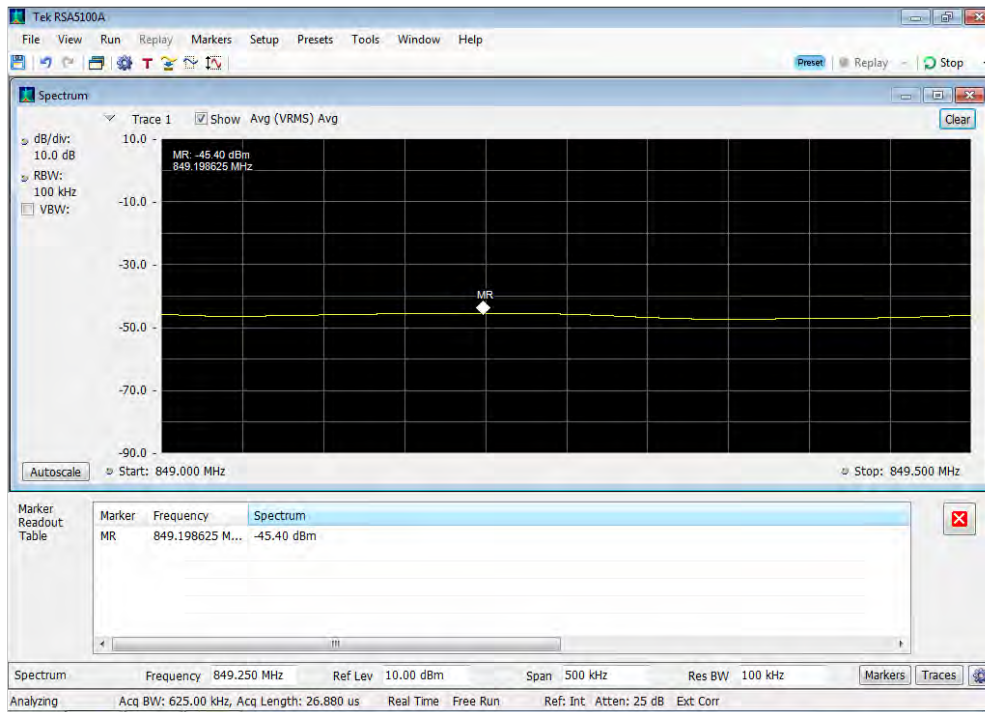 Tek RSA5100A
File View Run Replay Markers Setup Presets Tools Window Help
T
Preset Replay Stop
Spectrum
Trace 1 Show Avg (VRMS) Avg
Clear
dB/div:
10.0 dB
RBW:
100 kHz
VBW:
10.0
MR: -45.40 dBm
849.198625 MHz
-10.0
-30.0
MR
-50.0
-70.0
-90.0
Autoscale
Start: 849.000 MHz
Stop: 849.500 MHz
Marker
Readout
Table
Marker Frequency Spectrum
MR 849.198625 M... -45.40 dBm
Spectrum Frequency 849.250 MHz Ref Lev 10.00 dBm Span 500 kHz Res BW 100 kHz Markers Traces
Analyzing Acq BW: 625.00 kHz, Acq Length: 26.880 us Real Time Free Run Ref: Int Atten: 25 dB Ext Corr